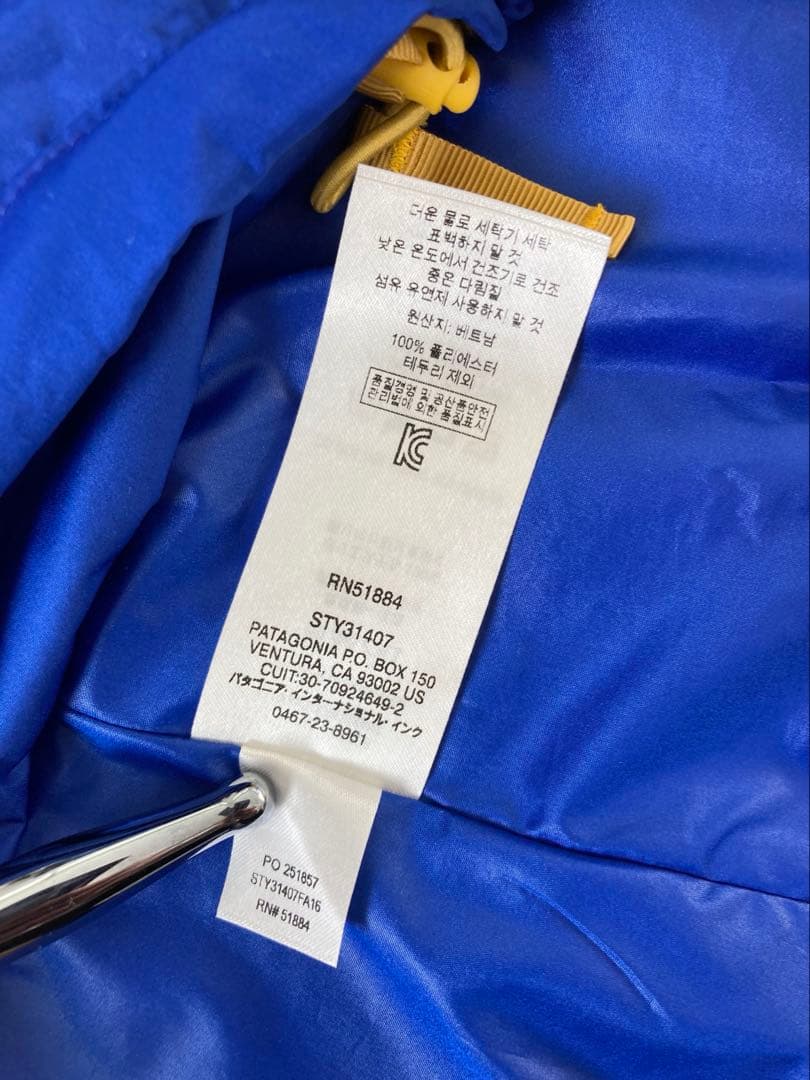 더운 물로 세탁기 세탁
표백하지 말 것
낮은 온도에서 건조기로 건조
중온 다림질
섬유 유연제 사용하지 말 것
원산지: 베트남
100% 폴리에스터
테두리 제외
품질경영 및 공산품안전
관리법에 의한 품질표시
RN51884
STY31407
PATAGONIA P.O. BOX 150
VENTURA, CA 93002 US
CUIT:30-70924649-2
パタゴニア・インターナショナル・インク
0467-23-8961
PO 251857
STY31407FA16
RN# 51884